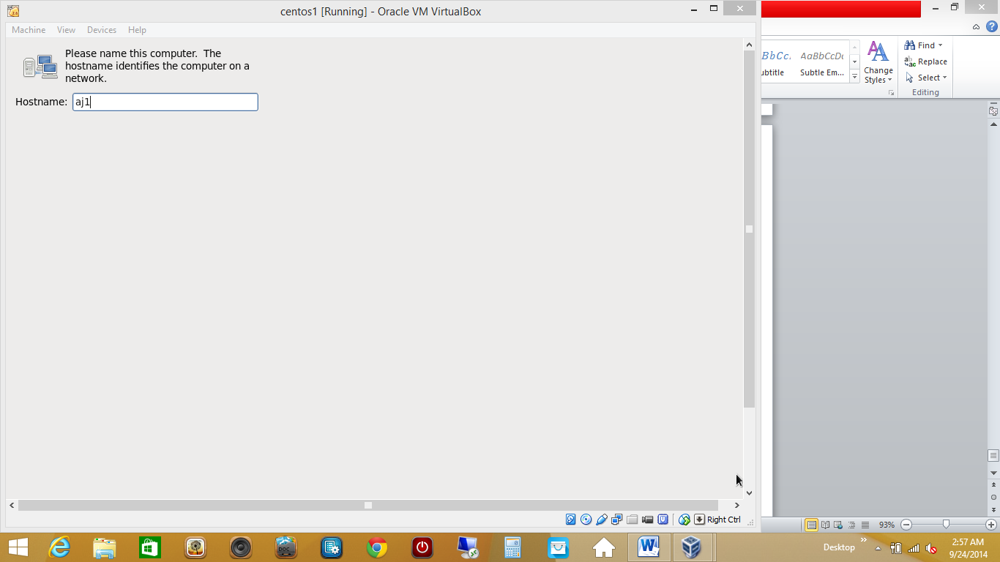 centos1 [Running] - Oracle VM VirtualBox
Machine View Devices Help
Please name this computer. The
hostname identifies the computer on a
network.
Hostname: aj1
Right Ctrl
AaBbCcDc
Subtle Em...
Change
Styles
Find
Replace
Select
Editing
93%
DOC
Desktop
2:57 AM
9/24/2014